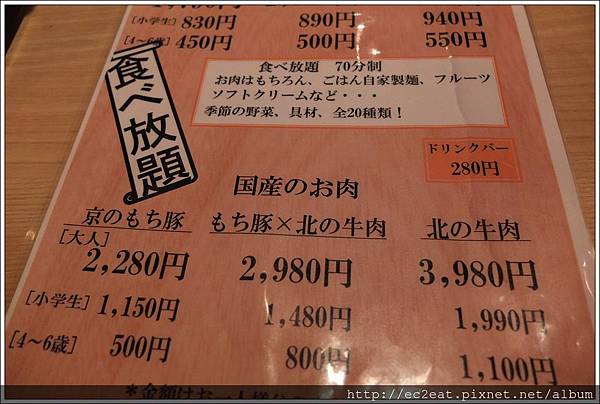 [小学生] 830円 890円 940円
[4～6歳] 450円 500円 550円
食べ放題
食べ放題 70分制
お肉はもちろん、ごはん自家製麺、フルーツ
ソフトクリームなど・・・
季節の野菜、具材、全20種類！
ドリンクバー
280円
国産のお肉
京のもち豚 もち豚×北の牛肉 北の牛肉
[大人]
2,280円 2,980円 3,980円
[小学生] 1,150円 1,480円 1,990円
[4～6歳] 500円 800円 1,100円
http://ec2eat.pixnet.net/album